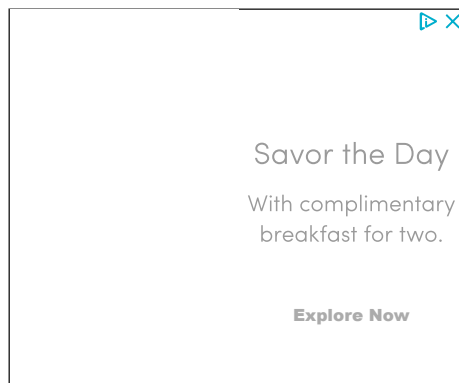 Savor the Day
With complimentary
breakfast for two.
Explore Now